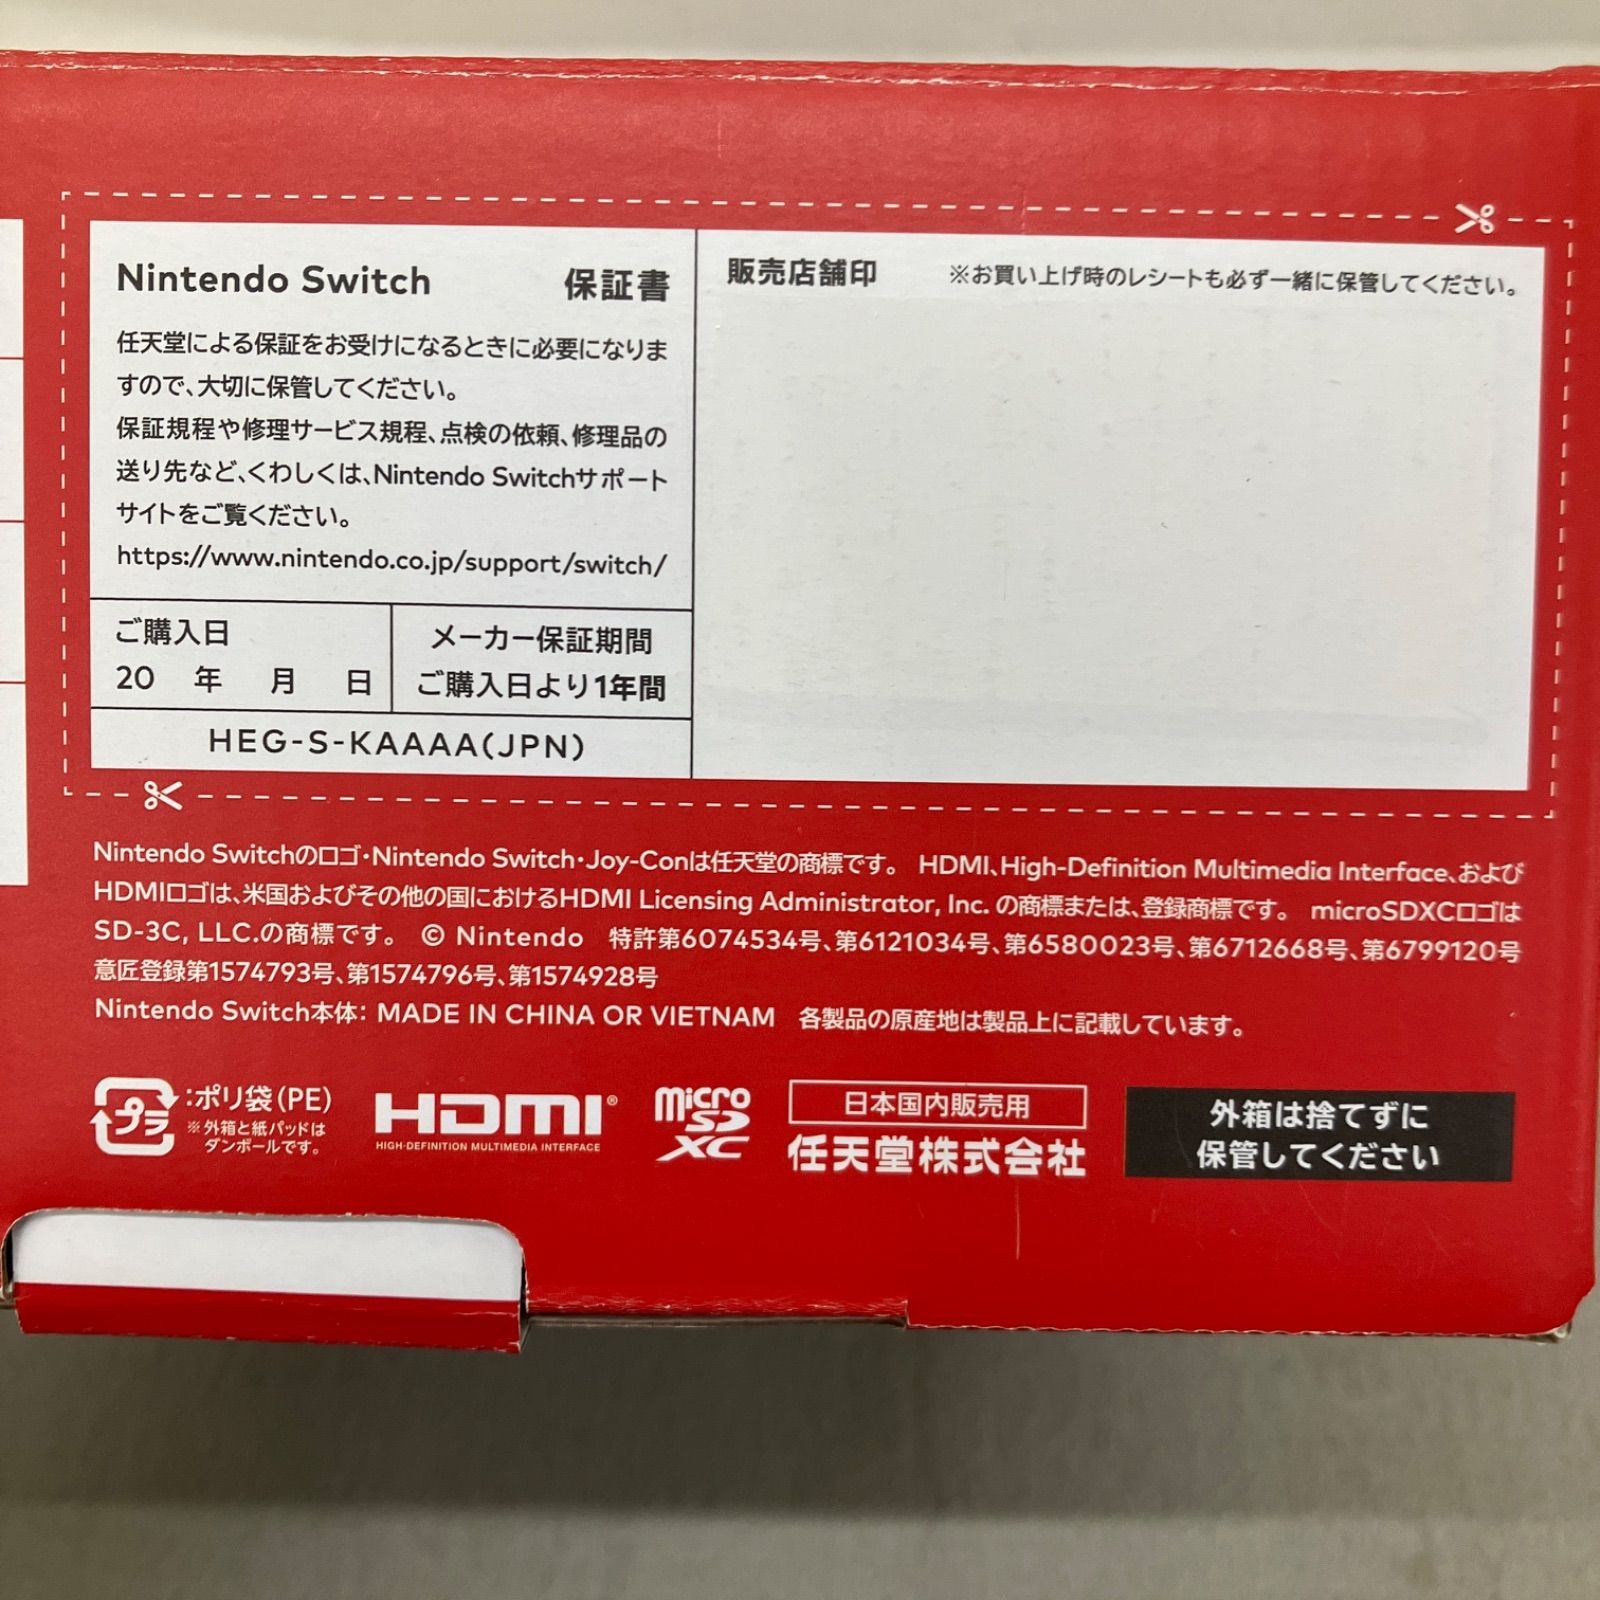 Nintendo Switch 保証書
任天堂による保証をお受けになるときに必要になりま
すので、大切に保管してください。
保証規程や修理サービス規程、点検の依頼、修理品の
送り先など、くわしくは、Nintendo Switchサポート
サイトをご覧ください。
https://www.nintendo.co.jp/support/switch/
ご購入日
20 年 月 日
メーカー保証期間
ご購入日より1年間
HEG-S-KAAAA(JPN)
販売店舗印 ※お買い上げ時のレシートも必ず一緒に保管してください。
Nintendo Switchのロゴ・Nintendo Switch・Joy-Conは任天堂の商標です。 HDMI、High-Definition Multimedia Interface、および
HDMIロゴは、米国およびその他の国におけるHDMI Licensing Administrator, Inc. の商標または、登録商標です。 microSDXCロゴは
SD-3C, LLC.の商標です。 © Nintendo 特許第6074534号、第6121034号、第6580023号、第6712668号、第6799120号
意匠登録第1574793号、第1574796号、第1574928号
Nintendo Switch本体: MADE IN CHINA OR VIETNAM 各製品の原産地は製品上に記載しています。
プラ
:ポリ袋(PE)
※外箱と紙パッドは
ダンボールです。
HDMI®
HIGH-DEFINITION MULTIMEDIA INTERFACE
micro
SD
XC
日本国内販売用
任天堂株式会社
外箱は捨てずに
保管してください